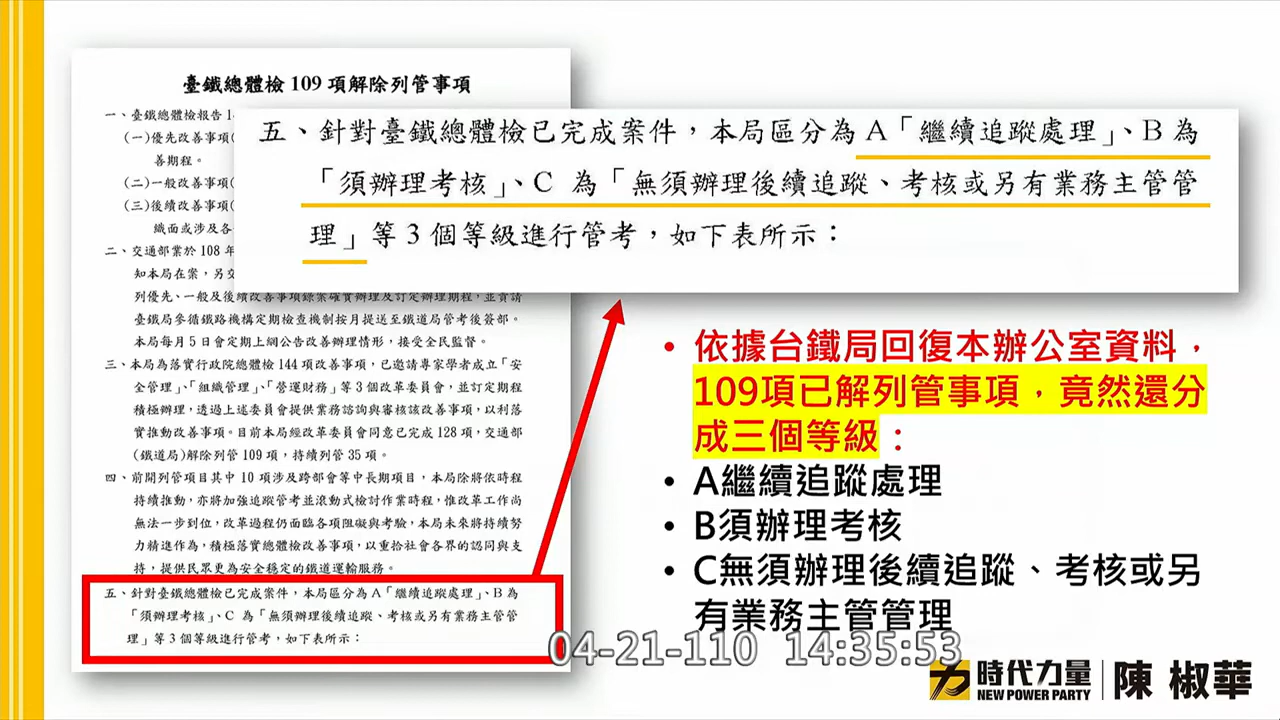 臺鐵總體檢 109 項解除列管事項
一、臺鐵總體檢報告 1
(一)優先改善事項(
善期程。
(二)一般改善事項(
(三)後續改善事項(
織面或涉及各
二、交通部業於 108 年
知本局在案，另交
列優先、一般及後續改善事項錄案確實辦理及訂定辦理期程，並責請
臺鐵局參循鐵路機構定期檢查機制按月提送至鐵道局管考後簽部。
本局每月 5 日會定期上網公告改善辦理情形，接受全民監督。
三、本局為落實行政院總體檢 144 項改善事項，已邀請專家學者成立「安
全管理」、「組織管理」、「營運財務」等 3 個改革委員會，並訂定期程
積極辦理，透過上述委員會提供業務諮詢與審核該改善事項，以利落
實推動改善事項。目前本局經改革委員會同意已完成 128 項，交通部
(鐵道局)解除列管 109 項，持續列管 35 項。
四、前開列管項目其中 10 項涉及跨部會等中長期項目，本局除將依時程
持續推動，亦將加強追蹤管考並滾動式檢討作業時程，惟改革工作尚
無法一步到位，改革過程仍面臨各項阻礙與考驗，本局未來將持續努
力精進作為，積極落實總體檢改善事項，以重拾社會各界的認同與支
持，提供民眾更為安全穩定的鐵道運輸服務。
五、針對臺鐵總體檢已完成案件，本局區分為 A「繼續追蹤處理」、B 為
「須辦理考核」、C 為「無須辦理後續追蹤、考核或另有業務主管管
理」等 3 個等級進行管考，如下表所示：
五、針對臺鐵總體檢已完成案件，本局區分為 A「繼續追蹤處理」、B 為
「須辦理考核」、C 為「無須辦理後續追蹤、考核或另有業務主管管
理」等 3 個等級進行管考，如下表所示：
• 依據台鐵局回復本辦公室資料，
109項已解列管事項，竟然還分
成三個等級：
• A繼續追蹤處理
• B須辦理考核
• C無須辦理後續追蹤、考核或另
有業務主管管理
04-21-110 14:35:53
時代力量
NEW POWER PARTY
陳 椒華